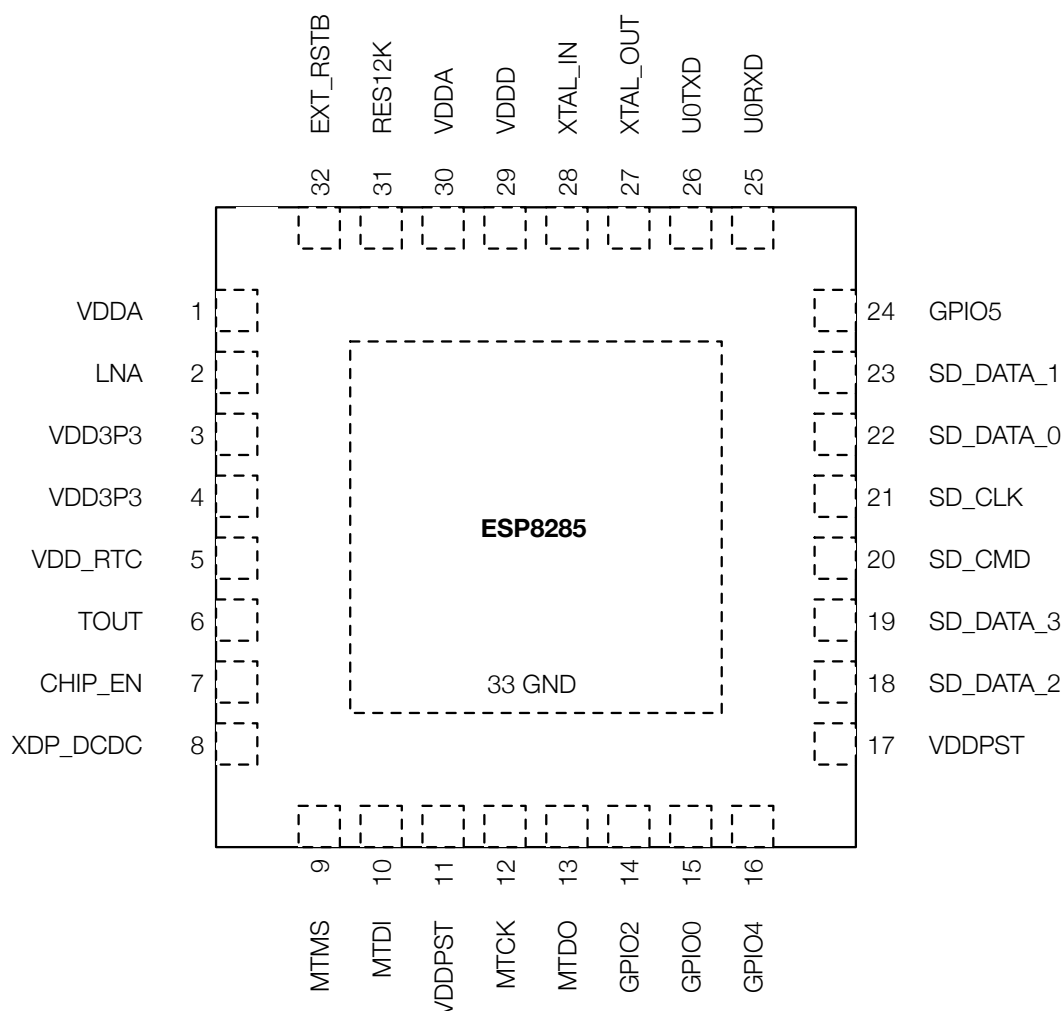 EXT_RSTB
RES12K
VDDA
VDDD
XTAL_IN
XTAL_OUT
U0TXD
U0RXD
32
31
30
29
28
27
26
25
VDDA 1
LNA 2
VDD3P3 3
VDD3P3 4
VDD_RTC 5
TOUT 6
CHIP_EN 7
XDP_DCDC 8
ESP8285
33 GND
24 GPIO5
23 SD_DATA_1
22 SD_DATA_0
21 SD_CLK
20 SD_CMD
19 SD_DATA_3
18 SD_DATA_2
17 VDDPST
9
10
11
12
13
14
15
16
MTMS
MTDI
VDDPST
MTCK
MTDO
GPIO2
GPIO0
GPIO4